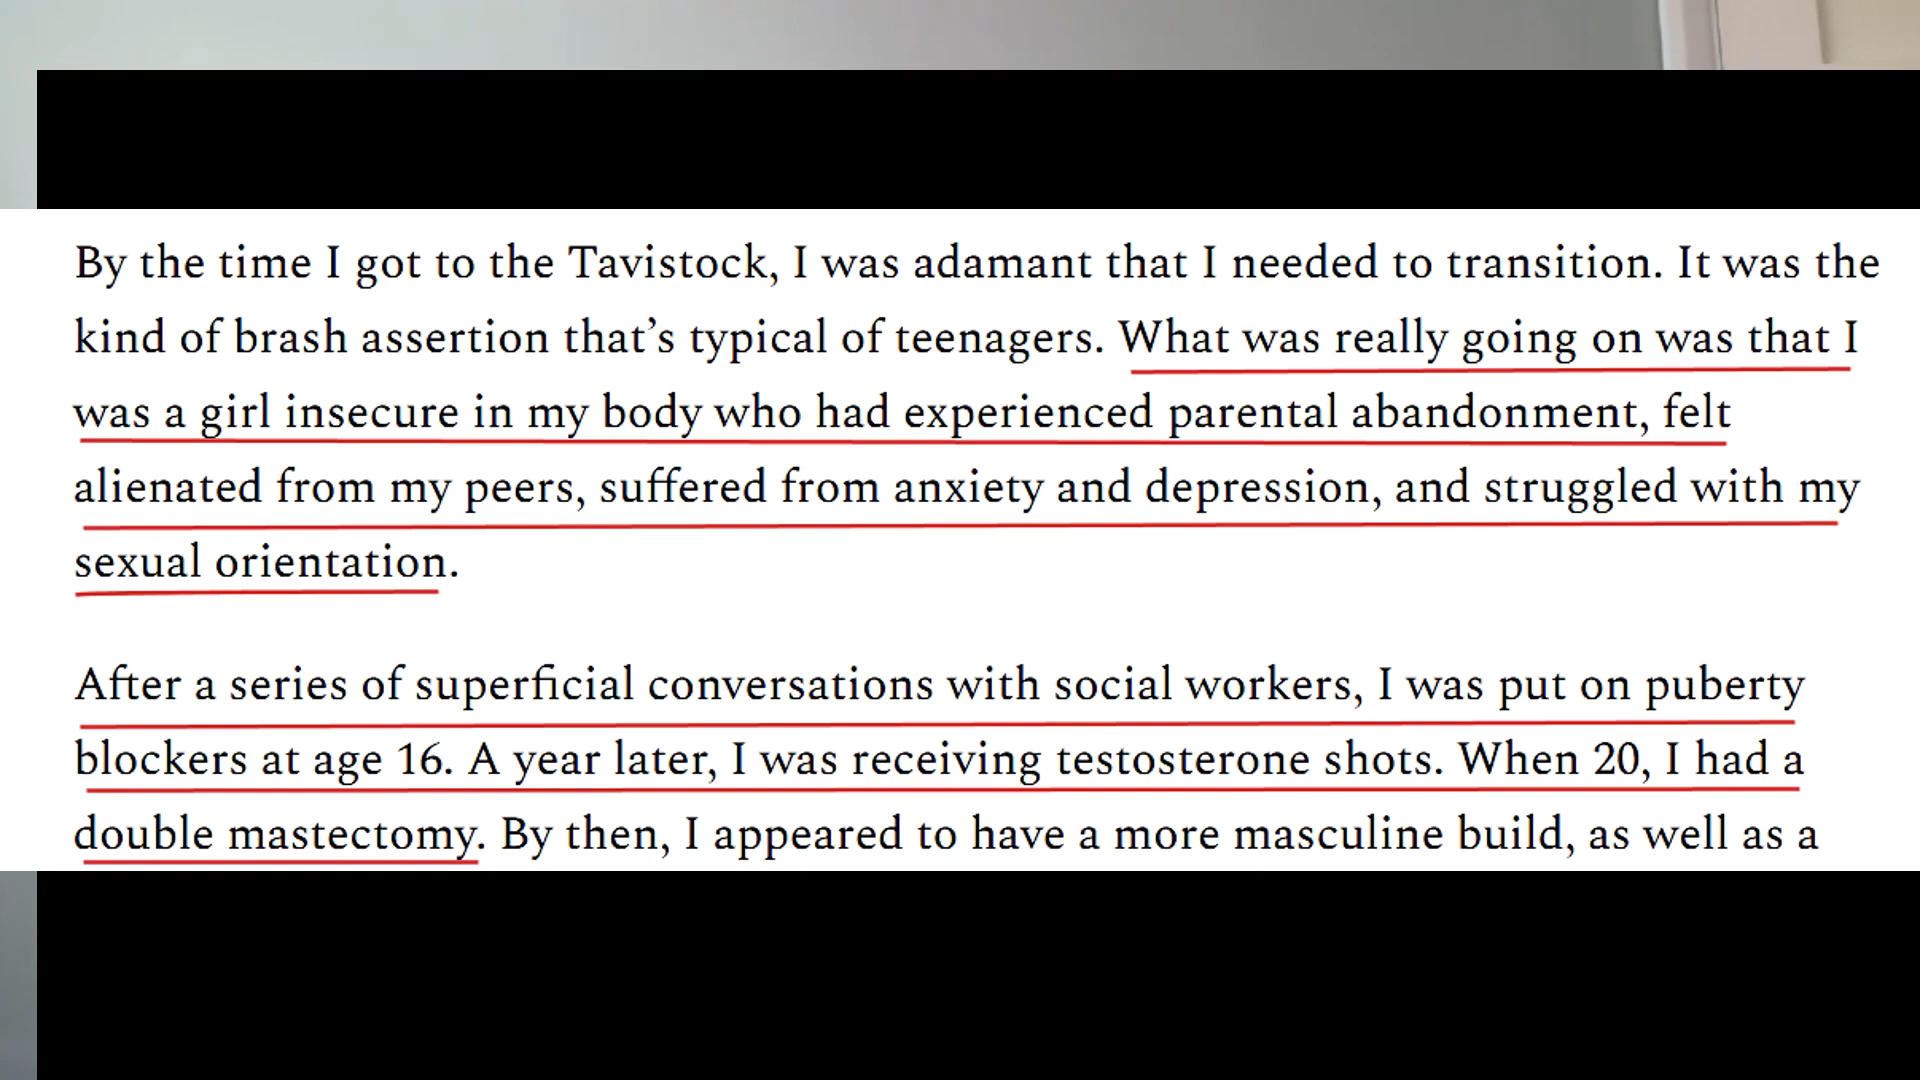 By the time I got to the Tavistock, I was adamant that I needed to transition. It was the
kind of brash assertion that’s typical of teenagers. What was really going on was that I
was a girl insecure in my body who had experienced parental abandonment, felt
alienated from my peers, suffered from anxiety and depression, and struggled with my
sexual orientation.
After a series of superficial conversations with social workers, I was put on puberty
blockers at age 16. A year later, I was receiving testosterone shots. When 20, I had a
double mastectomy. By then, I appeared to have a more masculine build, as well as a